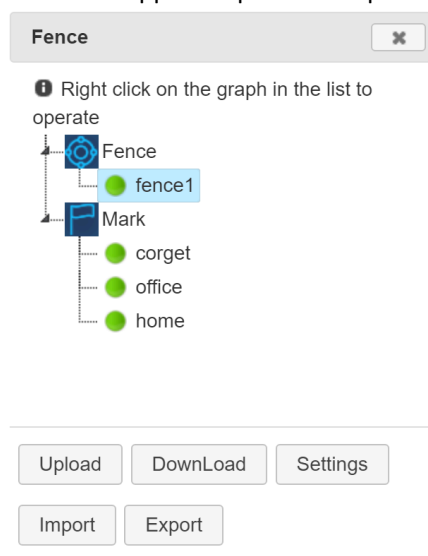 Fence
Right click on the graph in the list to
operate
Fence
fence1
Mark
corget
office
home
Upload DownLoad Settings
Import Export